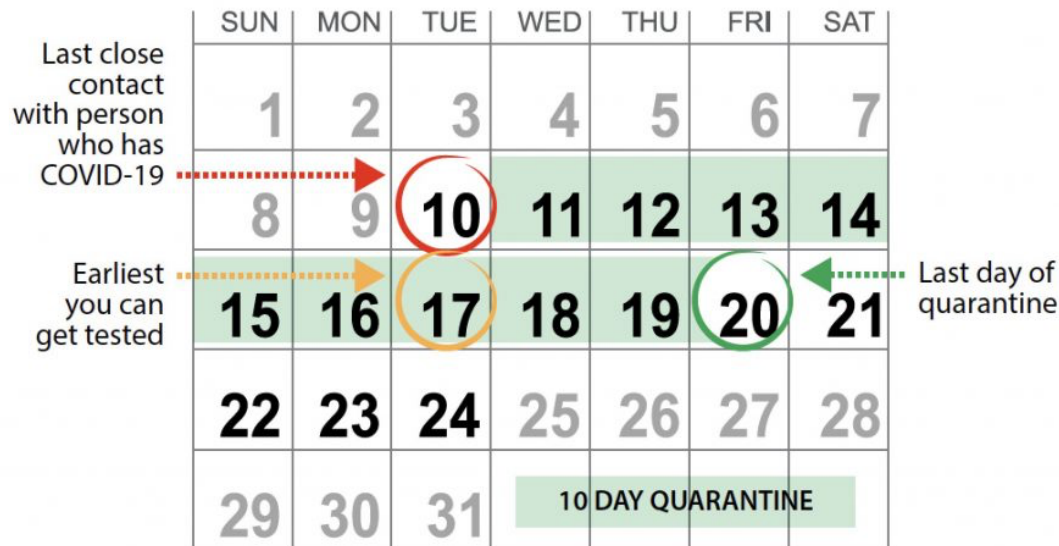 SUN MON TUE WED THU FRI SAT
Last close
contact
with person
who has
COVID-19
1 2 3 4 5 6 7
8 9 10 11 12 13 14
Earliest
you can
get tested
15 16 17 18 19 20 21
Last day of
quarantine
22 23 24 25 26 27 28
29 30 31
10 DAY QUARANTINE